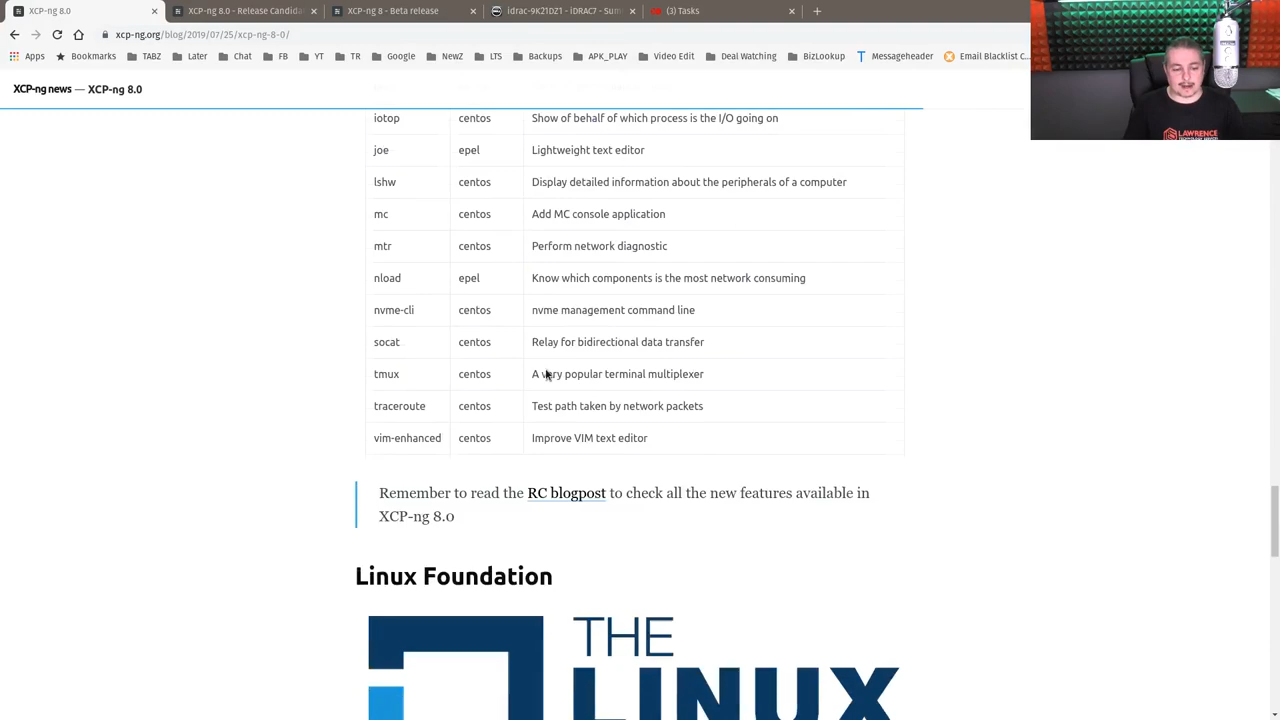 XCP-ng 8.0
XCP-ng 8.0 - Release Candida
XCP-ng 8 - Beta release
idrac-9K21DZ1 - iDRAC7 - Sum
(3) Tasks
xcp-ng.org/blog/2019/07/25/xcp-ng-8-0/
Apps Bookmarks TABZ Later Chat FB YT TR Google NewZ LTS Backups APK_PLAY Video Edit Deal Watching BizLookup Messageheader Email Blacklist C...
XCP-ng news — XCP-ng 8.0
LAWRENCE
iotop centos Show of behalf of which process is the I/O going on
joe epel Lightweight text editor
lshw centos Display detailed information about the peripherals of a computer
mc centos Add MC console application
mtr centos Perform network diagnostic
nload epel Know which components is the most network consuming
nvme-cli centos nvme management command line
socat centos Relay for bidirectional data transfer
tmux centos A very popular terminal multiplexer
traceroute centos Test path taken by network packets
vim-enhanced centos Improve VIM text editor
Remember to read the RC blogpost to check all the new features available in
XCP-ng 8.0
Linux Foundation
THE
LINUX